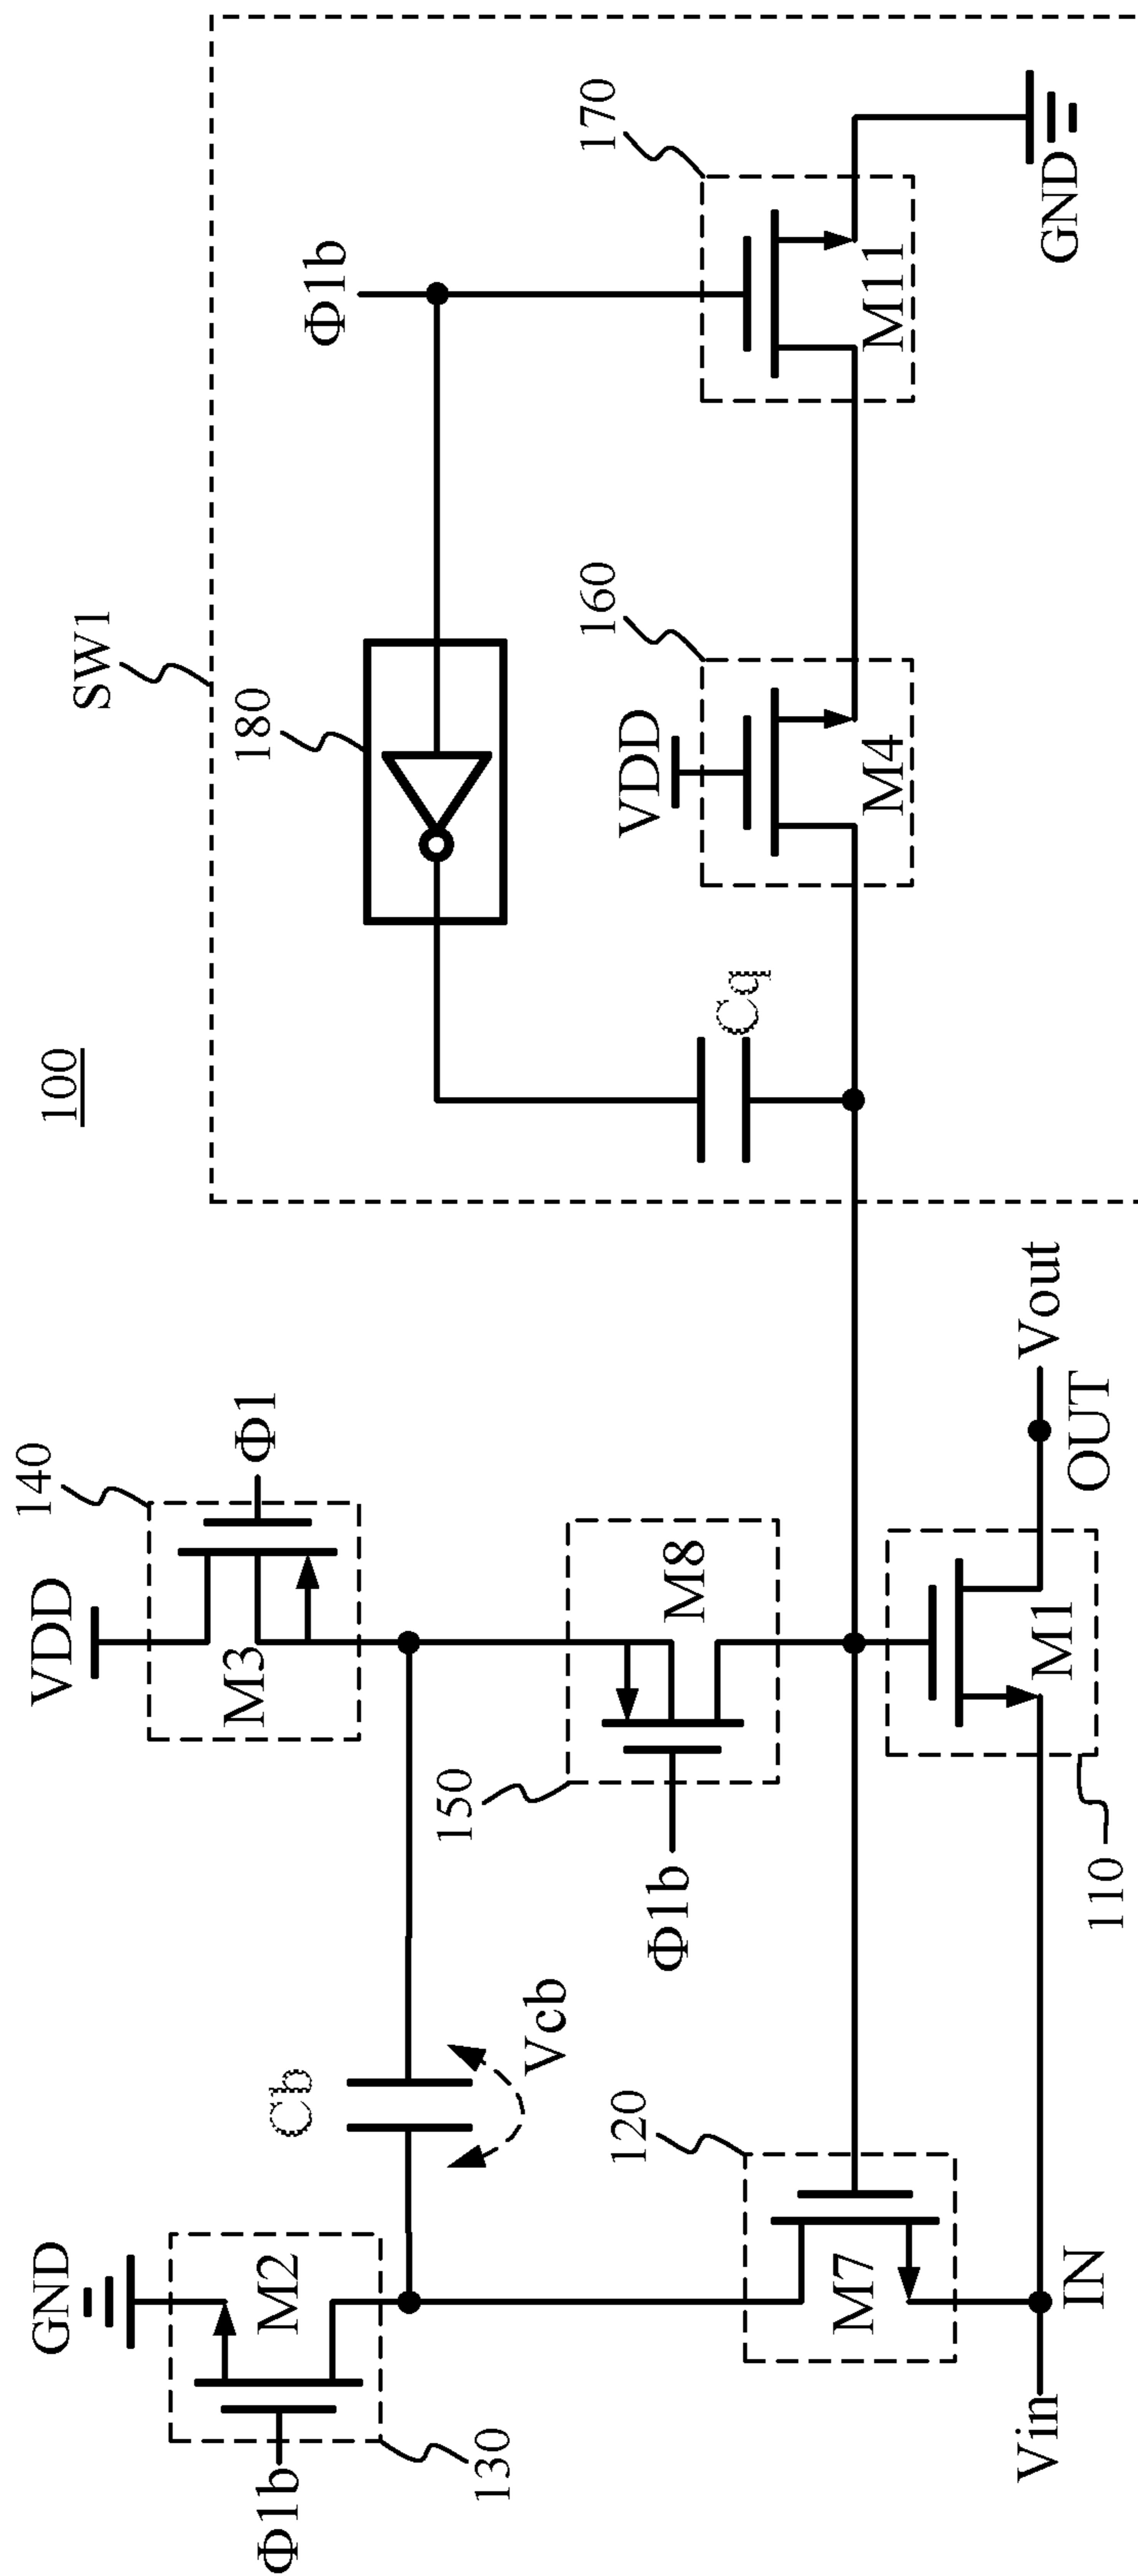 100
SW1
GND
VDD
140
Φ1b
M2
Cb
M3
Φ1
180
Φ1b
130
Vcb
150
160
170
120
Φ1b
M8
VDD
Cq
M7
M4
M11
Vin
IN
110
M1
Vout
OUT
GND